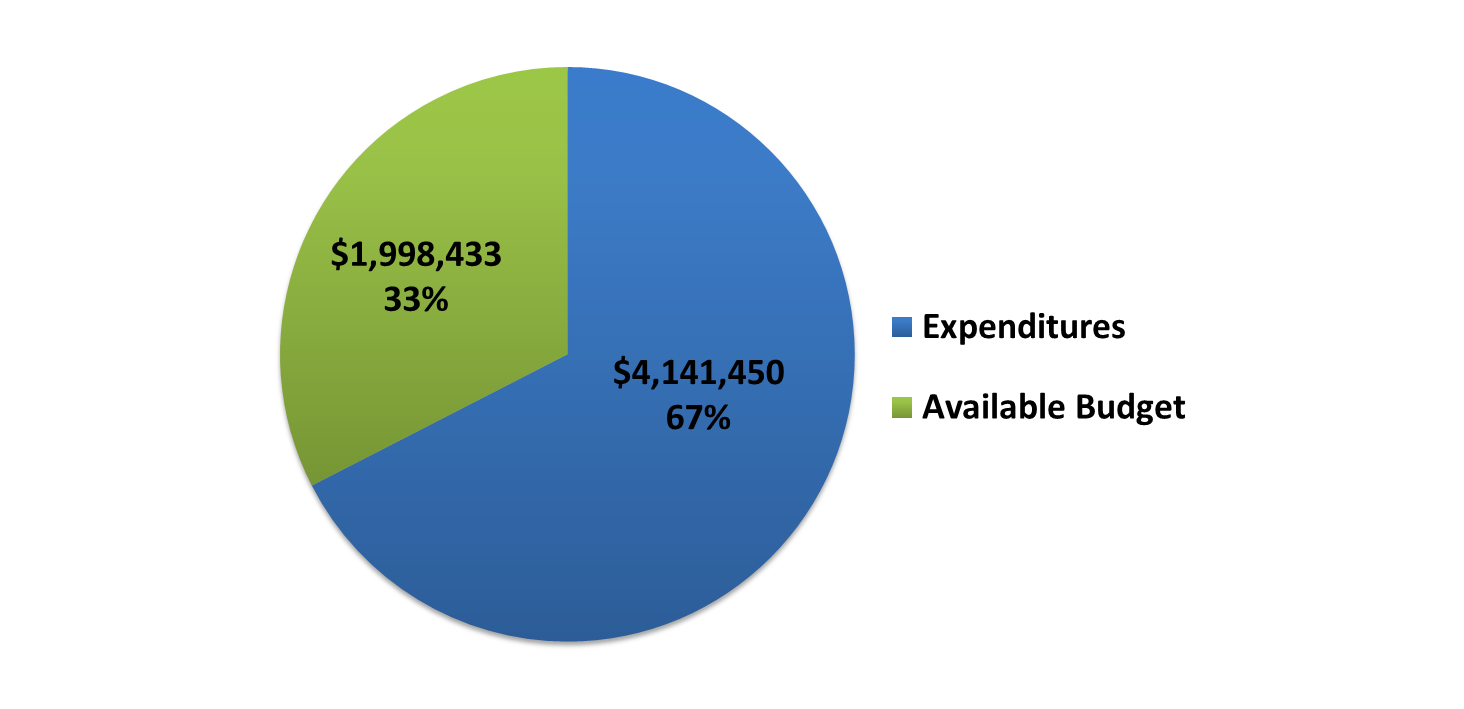 $1,998,433
33%
$4,141,450
67%
Expenditures
Available Budget